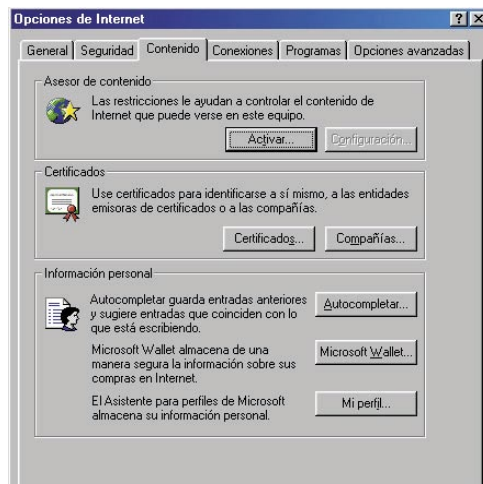 Opciones de Internet
General Seguridad Contenido Conexiones Programas Opciones avanzadas
Asesor de contenido
Las restricciones le ayudan a controlar el contenido de
Internet que puede verse en este equipo.
Activar... Configuración...
Certificados
Use certificados para identificarse a sí mismo, a las entidades
emisoras de certificados o a las compañías.
Certificados... Compañías...
Información personal
Autocompletar guarda entradas anteriores
y sugiere entradas que coinciden con lo
que está escribiendo.
Autocompletar...
Microsoft Wallet almacena de una
manera segura la información sobre sus
compras en Internet.
Microsoft Wallet...
El Asistente para perfiles de Microsoft
almacena su información personal.
Mi perfil...